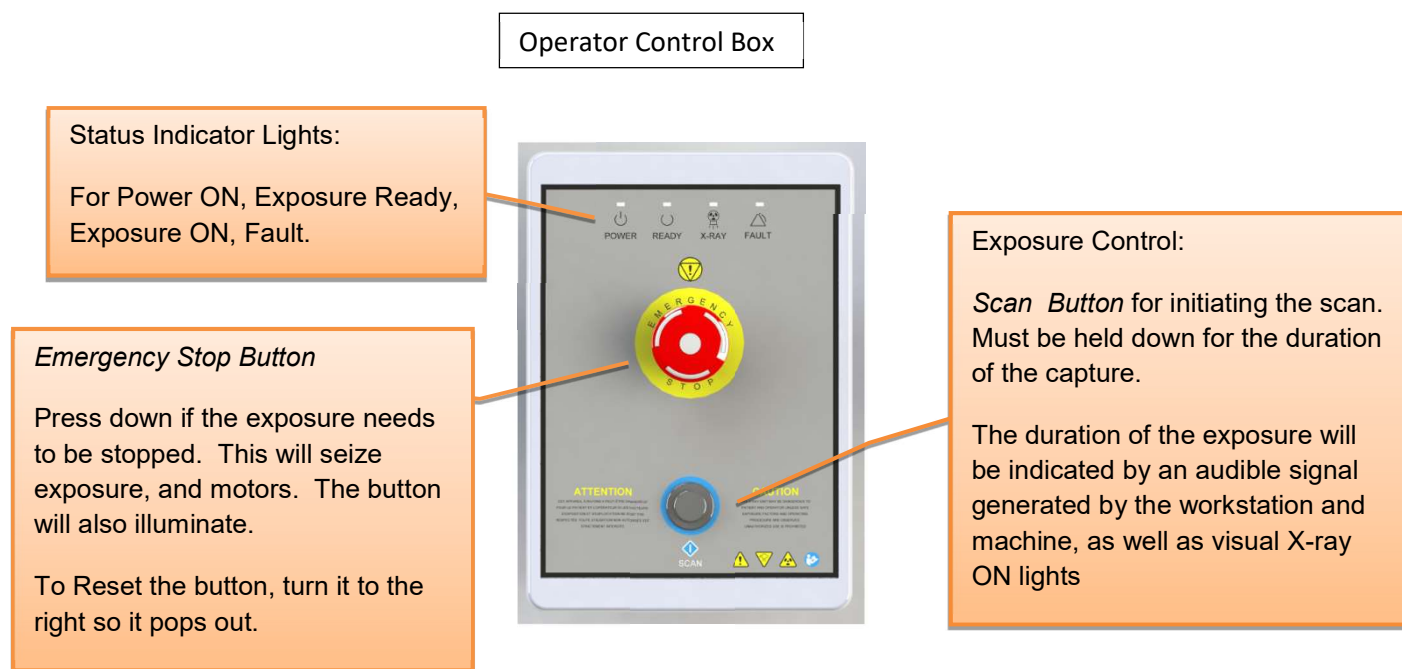 Operator Control Box
Status Indicator Lights:
For Power ON, Exposure Ready,
Exposure ON, Fault.
POWER READY X-RAY FAULT
EMERGENCY
STOP
Emergency Stop Button
Press down if the exposure needs
to be stopped. This will seize
exposure, and motors. The button
will also illuminate.
To Reset the button, turn it to the
right so it pops out.
Exposure Control:
Scan Button for initiating the scan.
Must be held down for the duration
of the capture.
The duration of the exposure will
be indicated by an audible signal
generated by the workstation and
machine, as well as visual X-ray
ON lights
ATTENTION
CAUTION
SCAN